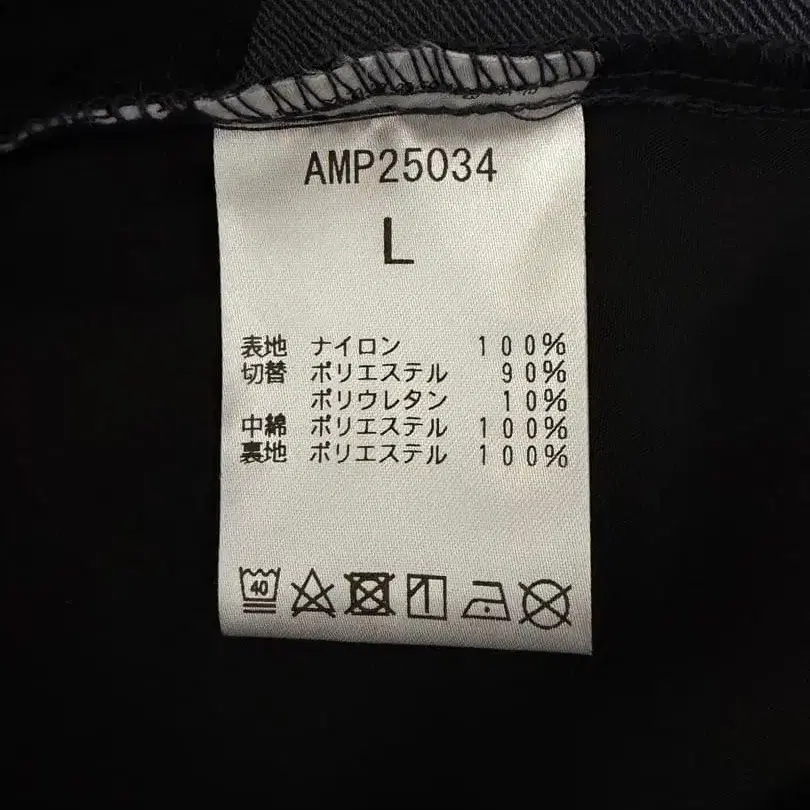 AMP25034
L
表地 ナイロン 100%
切替 ポリエステル 90%
ポリウレタン 10%
中綿 ポリエステル 100%
裏地 ポリエステル 100%
40